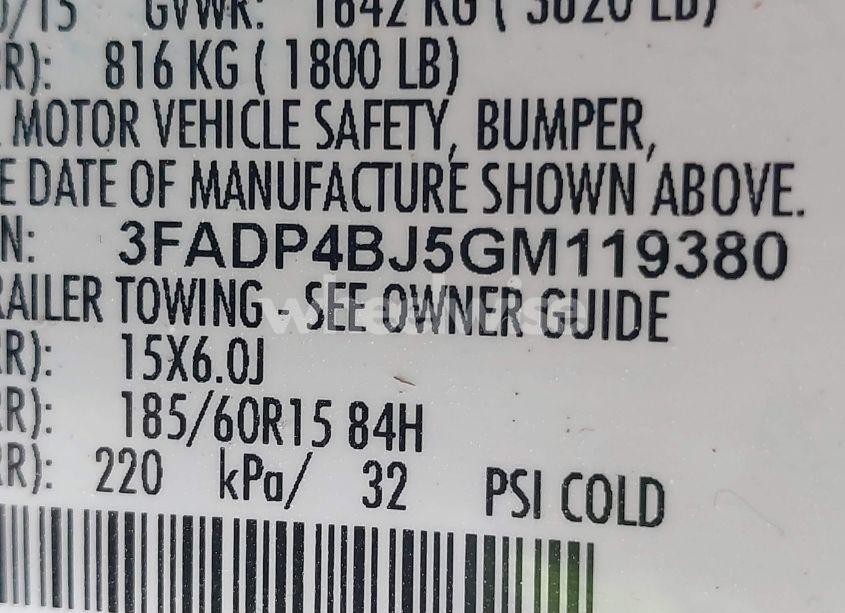 /15 GVWR: 1642 KG ( 3620 LB)
R): 816 KG ( 1800 LB)
MOTOR VEHICLE SAFETY, BUMPER,
E DATE OF MANUFACTURE SHOWN ABOVE.
N: 3FADP4BJ5GM119380
RAILER TOWING - SEE OWNER GUIDE
R): 15X6.0J
R): 185/60R15 84H
R): 220 kPa/ 32 PSI COLD
wheelwise